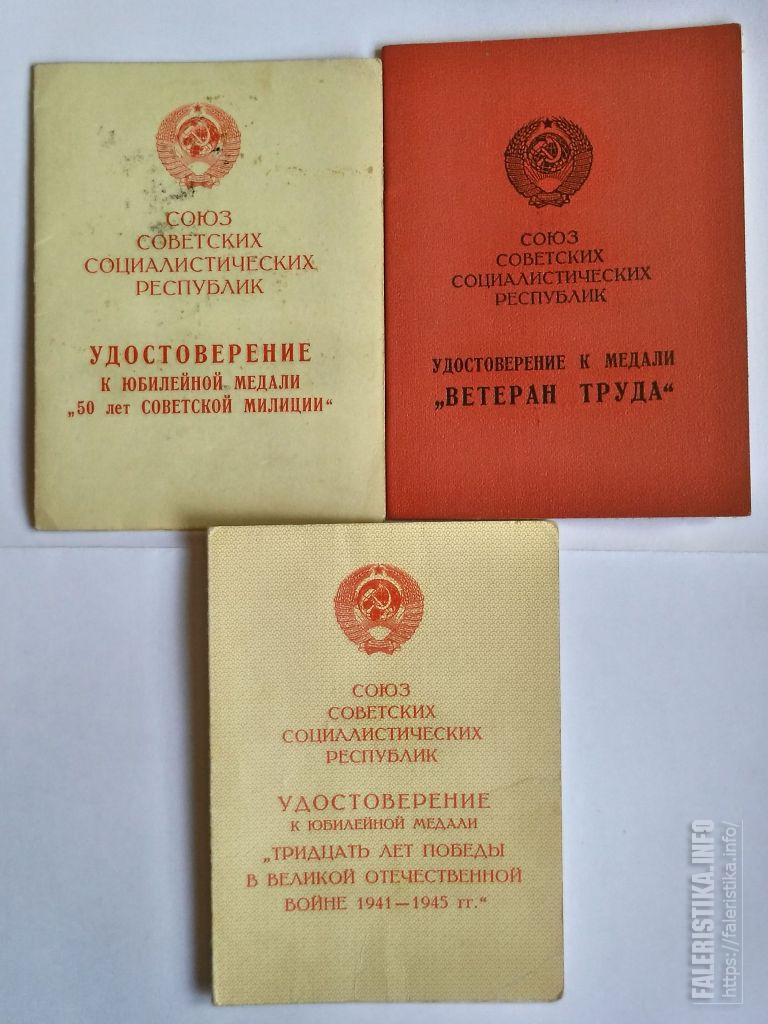 СОЮЗ
СОВЕТСКИХ
СОЦИАЛИСТИЧЕСКИХ
РЕСПУБЛИК
УДОСТОВЕРЕНИЕ
К ЮБИЛЕЙНОЙ МЕДАЛИ
„50 лет СОВЕТСКОЙ МИЛИЦИИ“
СОЮЗ
СОВЕТСКИХ
СОЦИАЛИСТИЧЕСКИХ
РЕСПУБЛИК
УДОСТОВЕРЕНИЕ К МЕДАЛИ
„ВЕТЕРАН ТРУДА“
СОЮЗ
СОВЕТСКИХ
СОЦИАЛИСТИЧЕСКИХ
РЕСПУБЛИК
УДОСТОВЕРЕНИЕ
К ЮБИЛЕЙНОЙ МЕДАЛИ
„ТРИДЦАТЬ ЛЕТ ПОБЕДЫ
В ВЕЛИКОЙ ОТЕЧЕСТВЕННОЙ
ВОЙНЕ 1941—1945 гг.“
FALERISTIKA.INFO
https://faleristika.info/